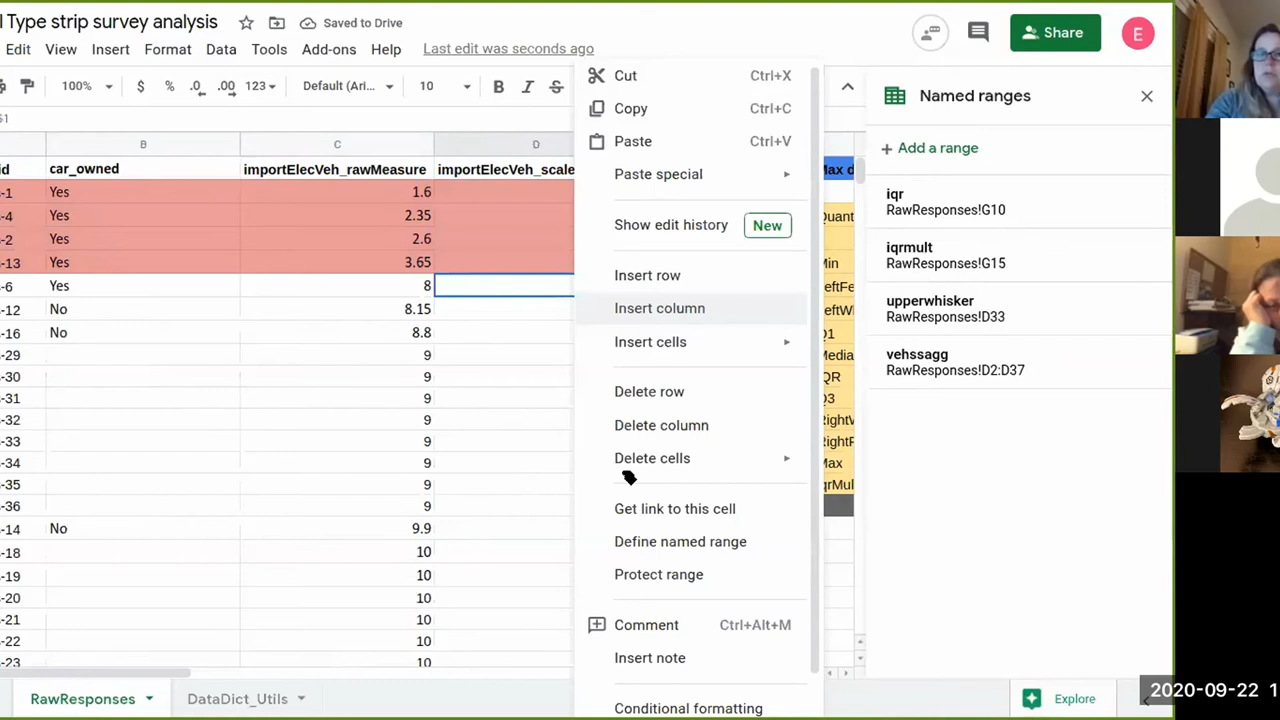 l Type strip survey analysis
Saved to Drive
Edit View Insert Format Data Tools Add-ons Help Last edit was seconds ago
Share
E
100% $ % .0 .00 123 Default (Ari... 10 B I S
id car_owned importElecVeh_rawMeasure importElecVeh_scale
B C D
s-1 Yes 1.6
s-4 Yes 2.35
s-2 Yes 2.6
s-13 Yes 3.65
s-6 Yes 8
s-12 No 8.15
s-16 No 8.8
s-29 9
s-30 9
s-31 9
s-32 9
s-33 9
s-34 9
s-35 9
s-36 9
s-14 No 9.9
s-18 10
s-19 10
s-20 10
s-21 10
s-22 10
s-23 10
Cut Ctrl+X
Copy Ctrl+C
Paste Ctrl+V
Paste special
Show edit history New
Insert row
Insert column
Insert cells
Delete row
Delete column
Delete cells
Get link to this cell
Define named range
Protect range
Comment Ctrl+Alt+M
Insert note
Conditional formatting
Max d
Quant
Min
Q1
Media
IQR
Q3
Max
Named ranges
+ Add a range
iqr
RawResponses!G10
iqrmult
RawResponses!G15
upperwhisker
RawResponses!D33
vehssagg
RawResponses!D2:D37
RawResponses DataDict_Utils
Explore
2020-09-22 1